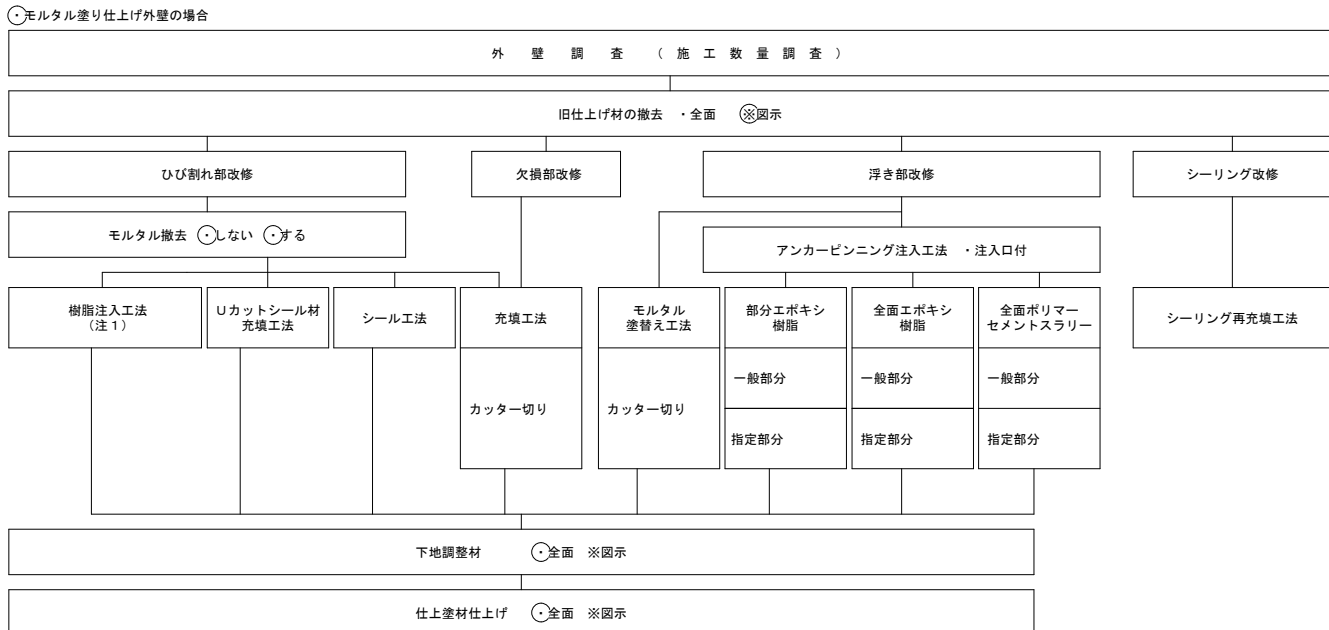 ⊙モルタル塗り仕上げ外壁の場合
外壁調査(施工数量調査)
旧仕上げ材の撤去 ・全面 ※図示
ひび割れ部改修
欠損部改修
浮き部改修
シーリング改修
モルタル撤去 ⊙しない ⊙する
アンカーピンニング注入工法 ・注入口付
樹脂注入工法
(注1)
Uカットシール材
充填工法
シール工法
充填工法
モルタル
塗替え工法
部分エポキシ
樹脂
全面エポキシ
樹脂
全面ポリマー
セメントスラリー
シーリング再充填工法
カッター切り
カッター切り
一般部分
一般部分
一般部分
指定部分
指定部分
指定部分
下地調整材 ⊙全面 ※図示
仕上塗材仕上げ ⊙全面 ※図示